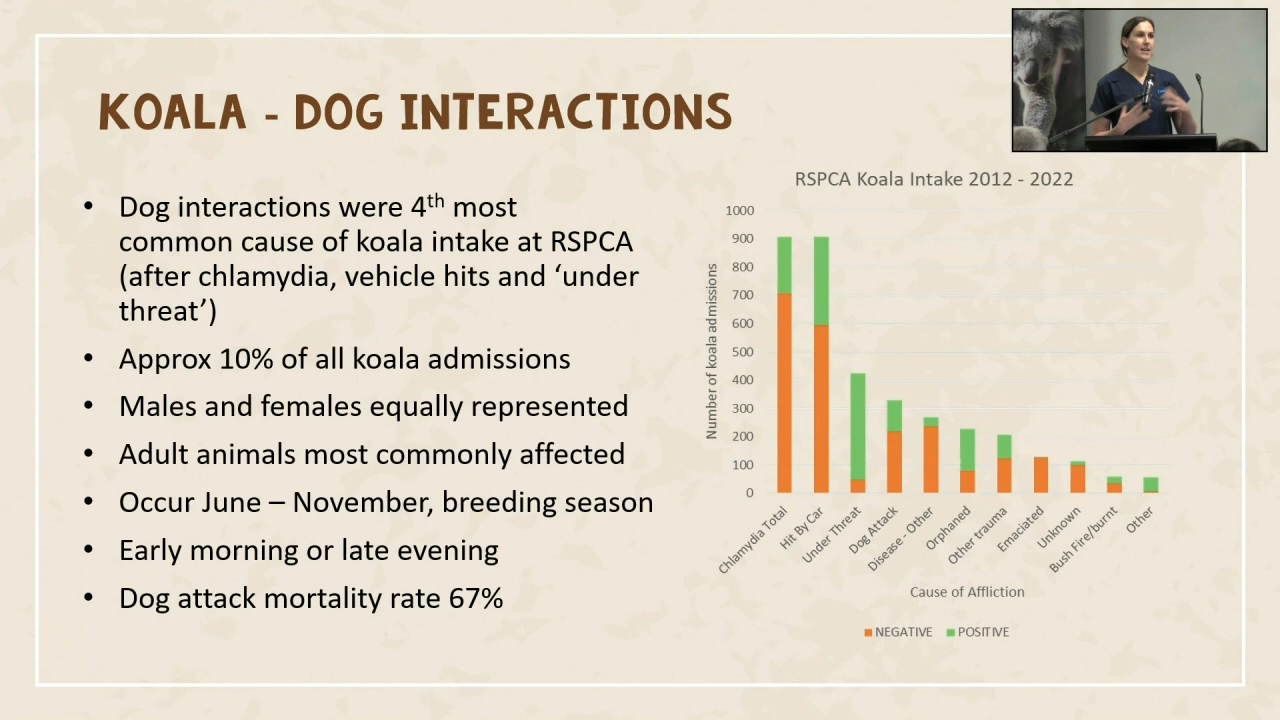 KOALA - DOG INTERACTIONS
• Dog interactions were 4th most
common cause of koala intake at RSPCA
(after chlamydia, vehicle hits and ‘under
threat’)
• Approx 10% of all koala admissions
• Males and females equally represented
• Adult animals most commonly affected
• Occur June – November, breeding season
• Early morning or late evening
• Dog attack mortality rate 67%
RSPCA Koala Intake 2012 - 2022
Number of koala admissions
1000
900
800
700
600
500
400
300
200
100
0
Chlamydia Total
Hit By Car
Under Threat
Dog Attack
Disease - Other
Orphaned
Other trauma
Emaciated
Unknown
Bush Fire/burnt
Other
Cause of Affliction
NEGATIVE POSITIVE